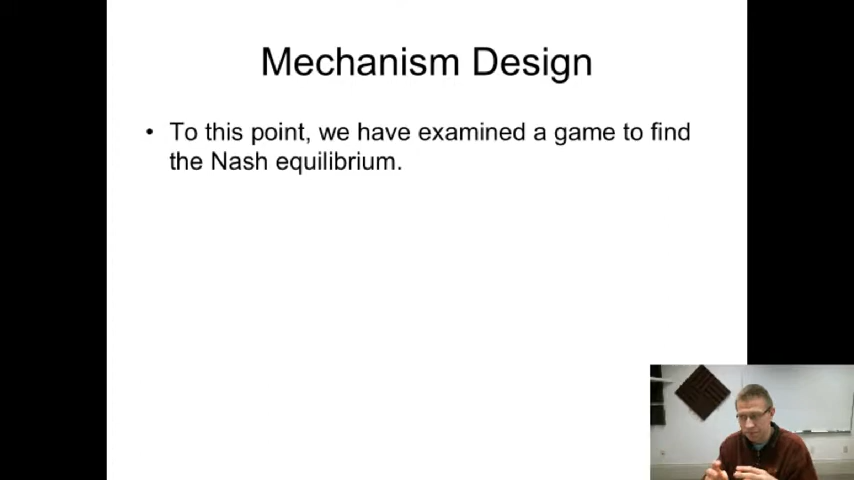 Mechanism Design
• To this point, we have examined a game to find
the Nash equilibrium.